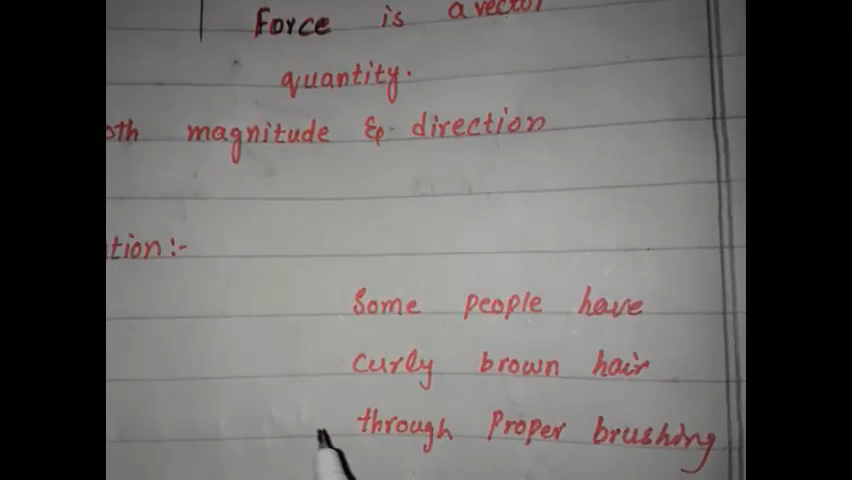 Force is a vector
quantity.
oth magnitude & direction
tion:-
Some people have
curly brown hair
through Proper brushing